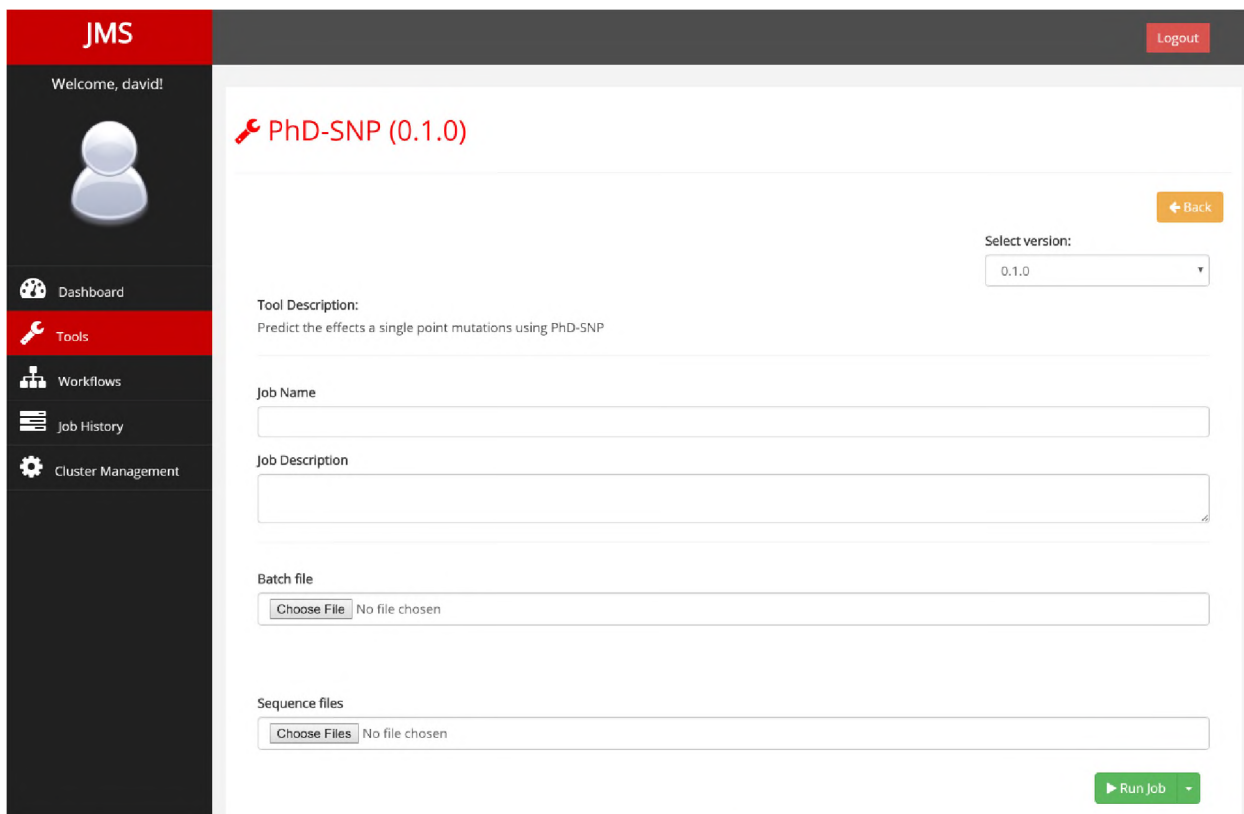 JMS
Logout
Welcome, david!
PhD-SNP (0.1.0)
Back
Select version:
0.1.0
Dashboard
Tools
Workflows
Job History
Cluster Management
Tool Description:
Predict the effects a single point mutations using PhD-SNP
Job Name
Job Description
Batch file
Choose File No file chosen
Sequence files
Choose Files No file chosen
Run Job